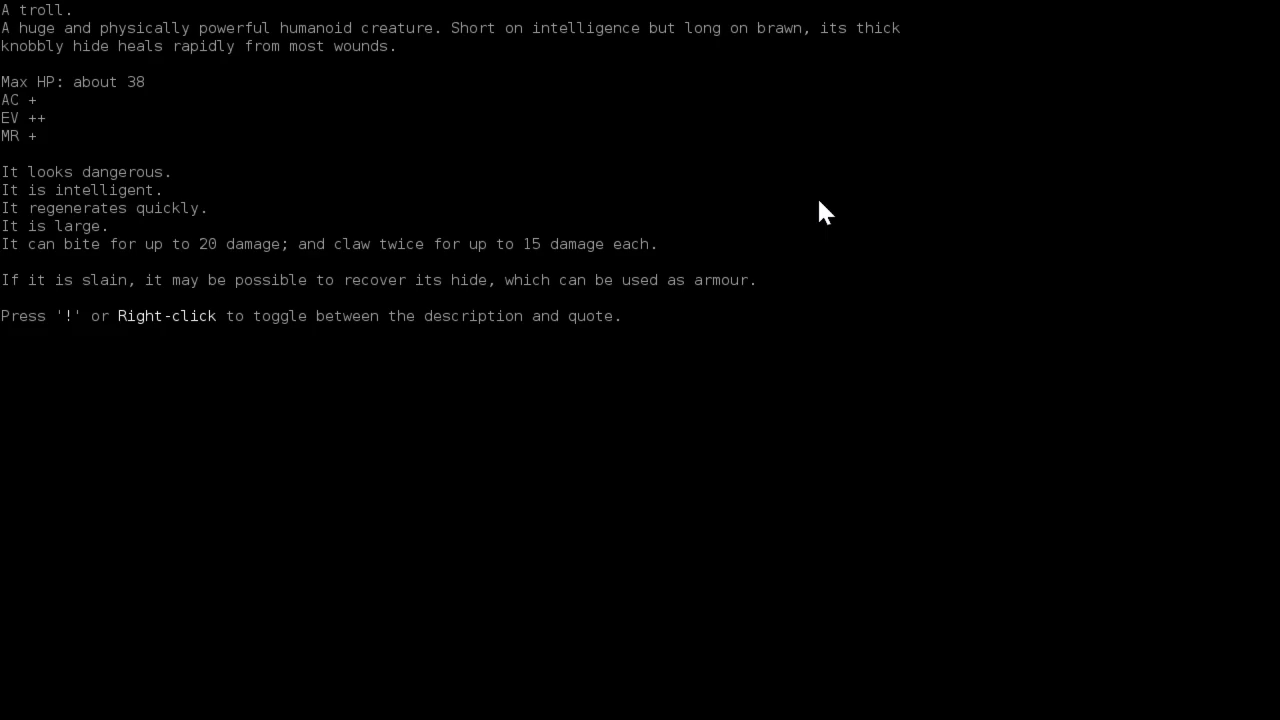 A troll.
A huge and physically powerful humanoid creature. Short on intelligence but long on brawn, its thick
knobbly hide heals rapidly from most wounds.
Max HP: about 38
AC +
EV ++
MR +
It looks dangerous.
It is intelligent.
It regenerates quickly.
It is large.
It can bite for up to 20 damage; and claw twice for up to 15 damage each.
If it is slain, it may be possible to recover its hide, which can be used as armour.
Press '!' or Right-click to toggle between the description and quote.